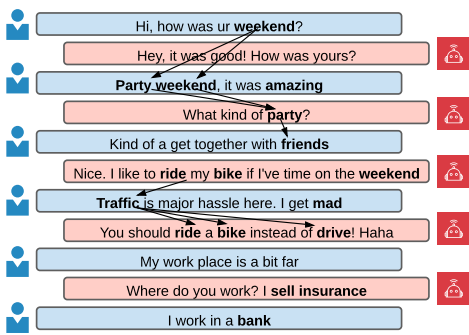 Hi, how was ur weekend?
Hey, it was good! How was yours?
Party weekend, it was amazing
What kind of party?
Kind of a get together with friends
Nice. I like to ride my bike if I've time on the weekend
Traffic is major hassle here. I get mad
You should ride a bike instead of drive! Haha
My work place is a bit far
Where do you work? I sell insurance
I work in a bank